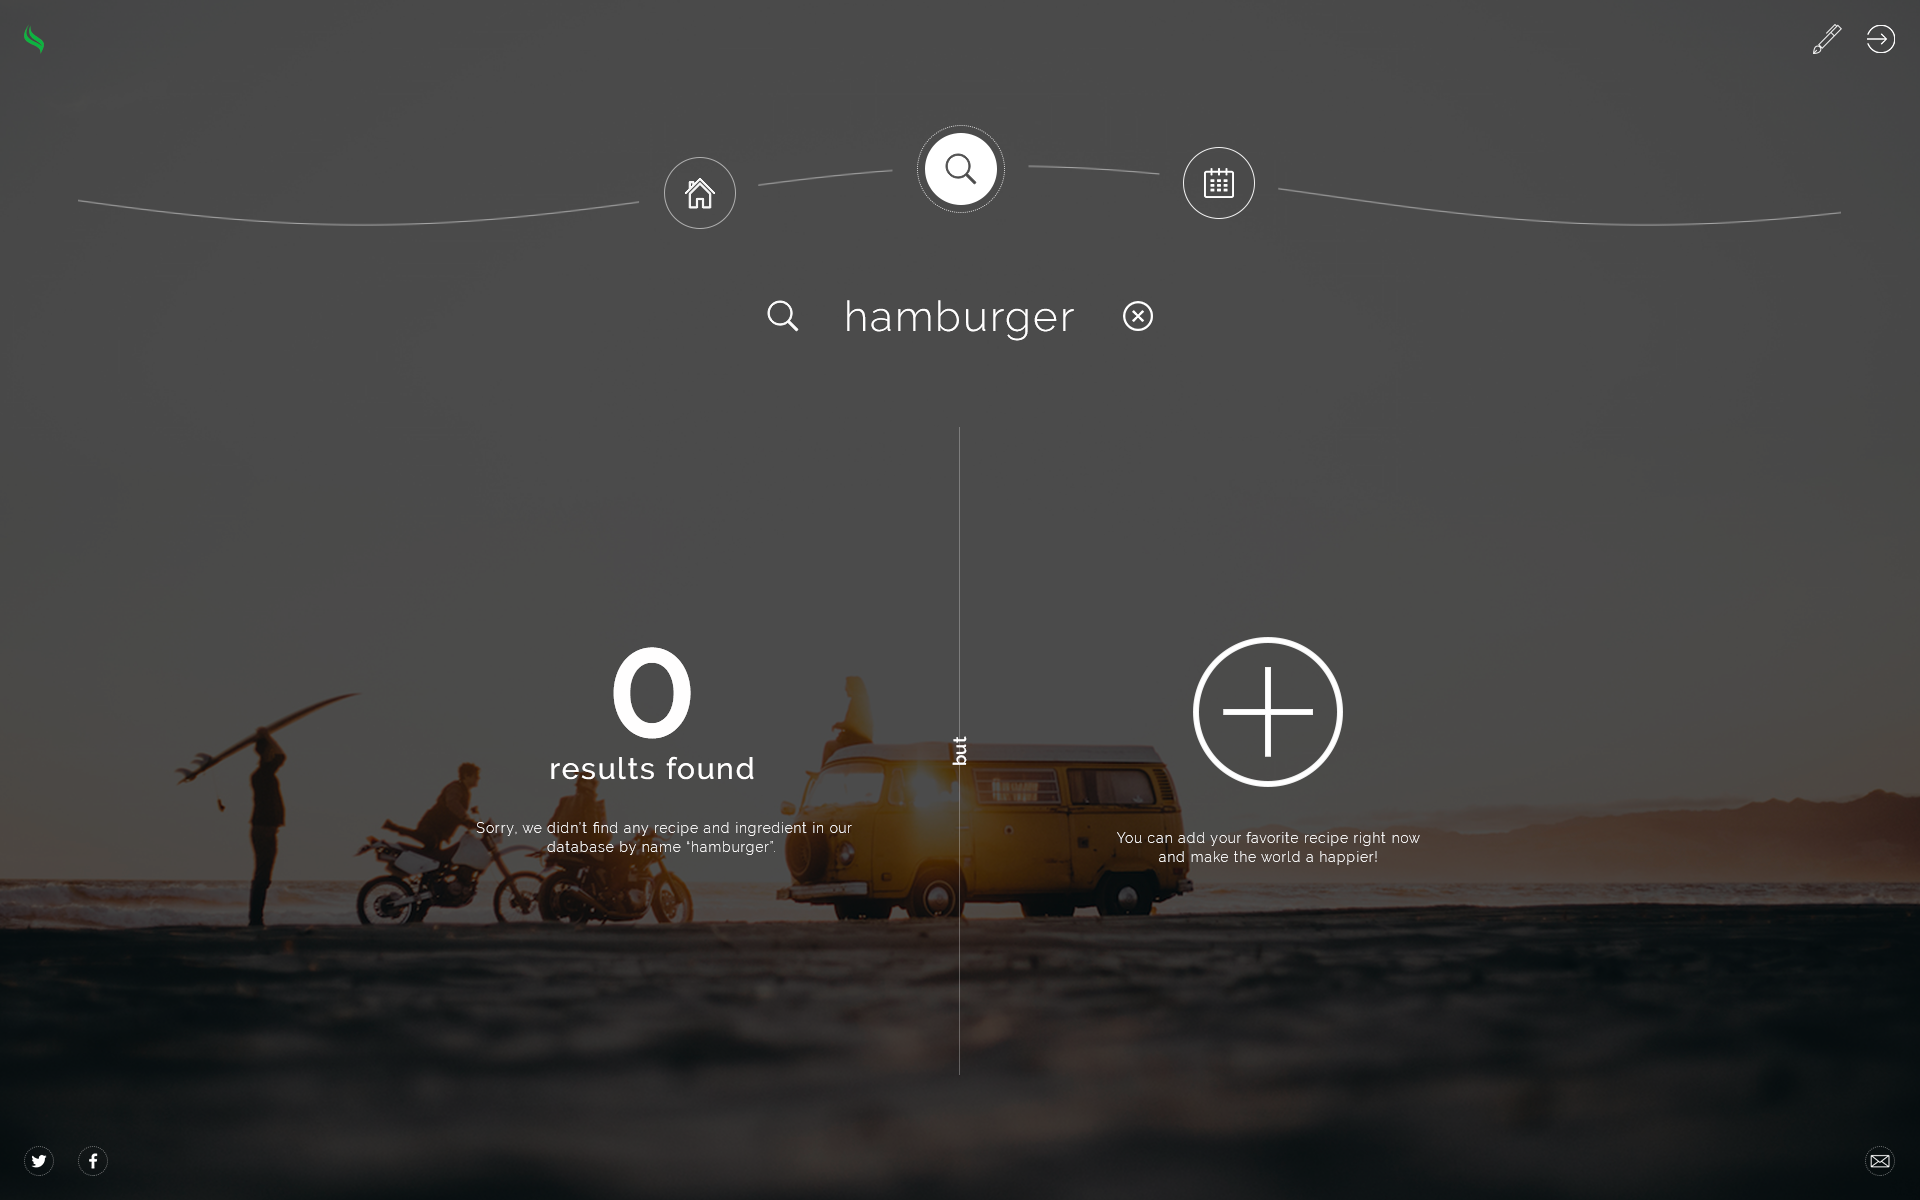 hamburger
0
results found
Sorry, we didn't find any recipe and ingredient in our
database by name “hamburger”.
but
You can add your favorite recipe right now
and make the world a happier!